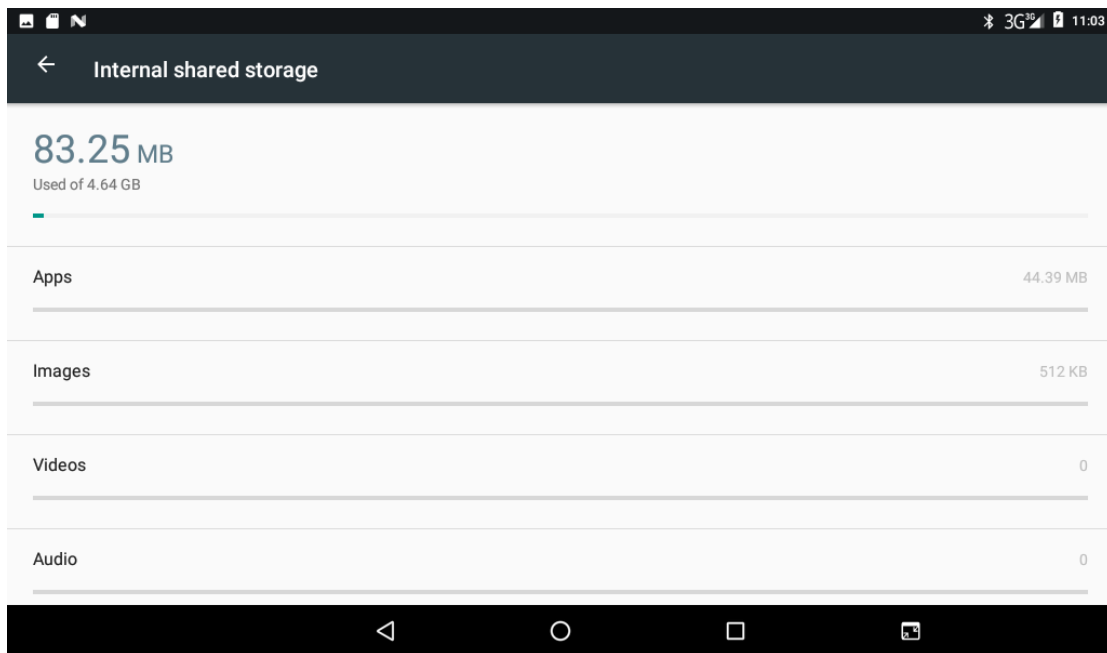 3G 3G 11:03
Internal shared storage
83.25 MB
Used of 4.64 GB
Apps 44.39 MB
Images 512 KB
Videos 0
Audio 0